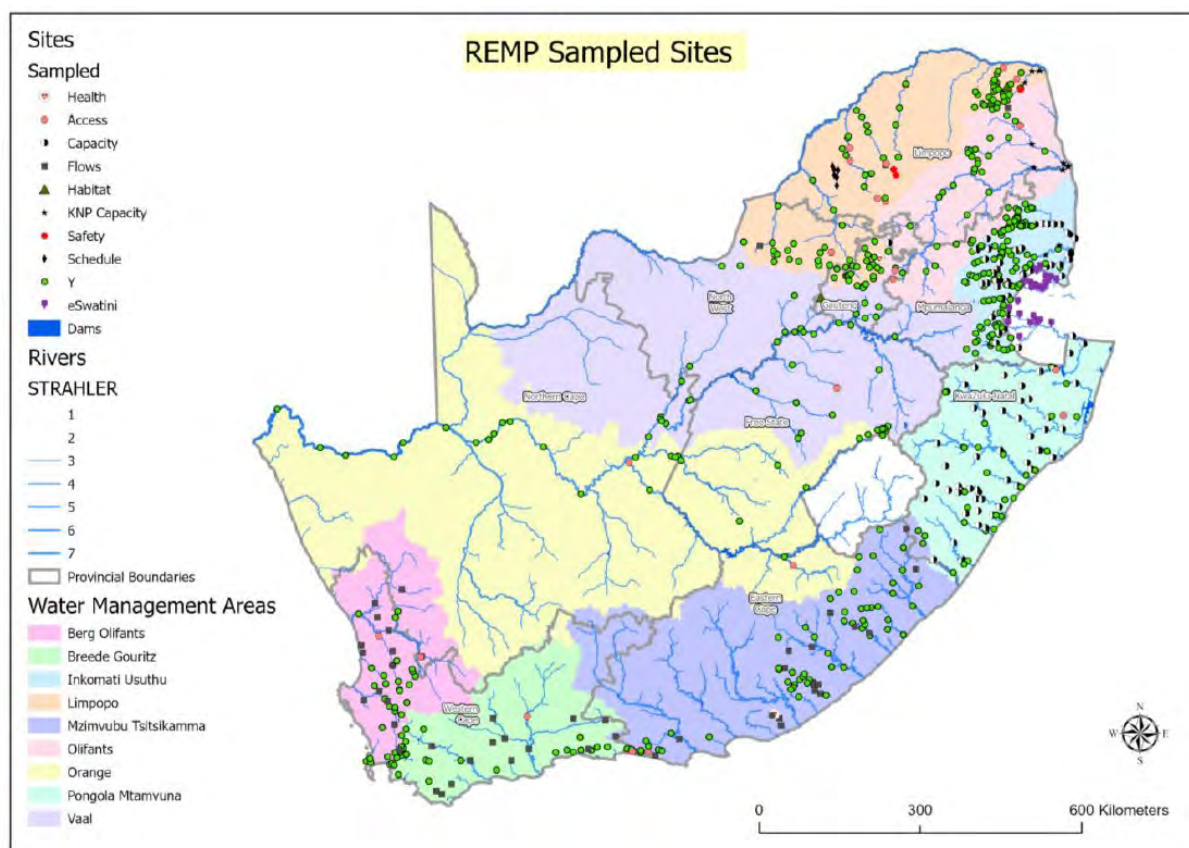 REMP Sampled Sites
Sites
Sampled
Health
Access
Capacity
Flows
Habitat
KNP Capacity
Safety
Schedule
Y
eSwatini
Dams
Rivers
STRAHLER
1
2
3
4
5
6
7
Provincial Boundaries
Water Management Areas
Berg Olifants
Breede Gouritz
Inkomati Usuthu
Limpopo
Mzimvubu Tsitsikamma
Olifants
Orange
Pongola Mtamvuna
Vaal
Limpopo
North
West
Gauteng
Mpumalanga
Northern Cape
Free State
KwaZulu-Natal
Eastern
Cape
Western
Cape
N
W
E
S
0
300
600 Kilometers